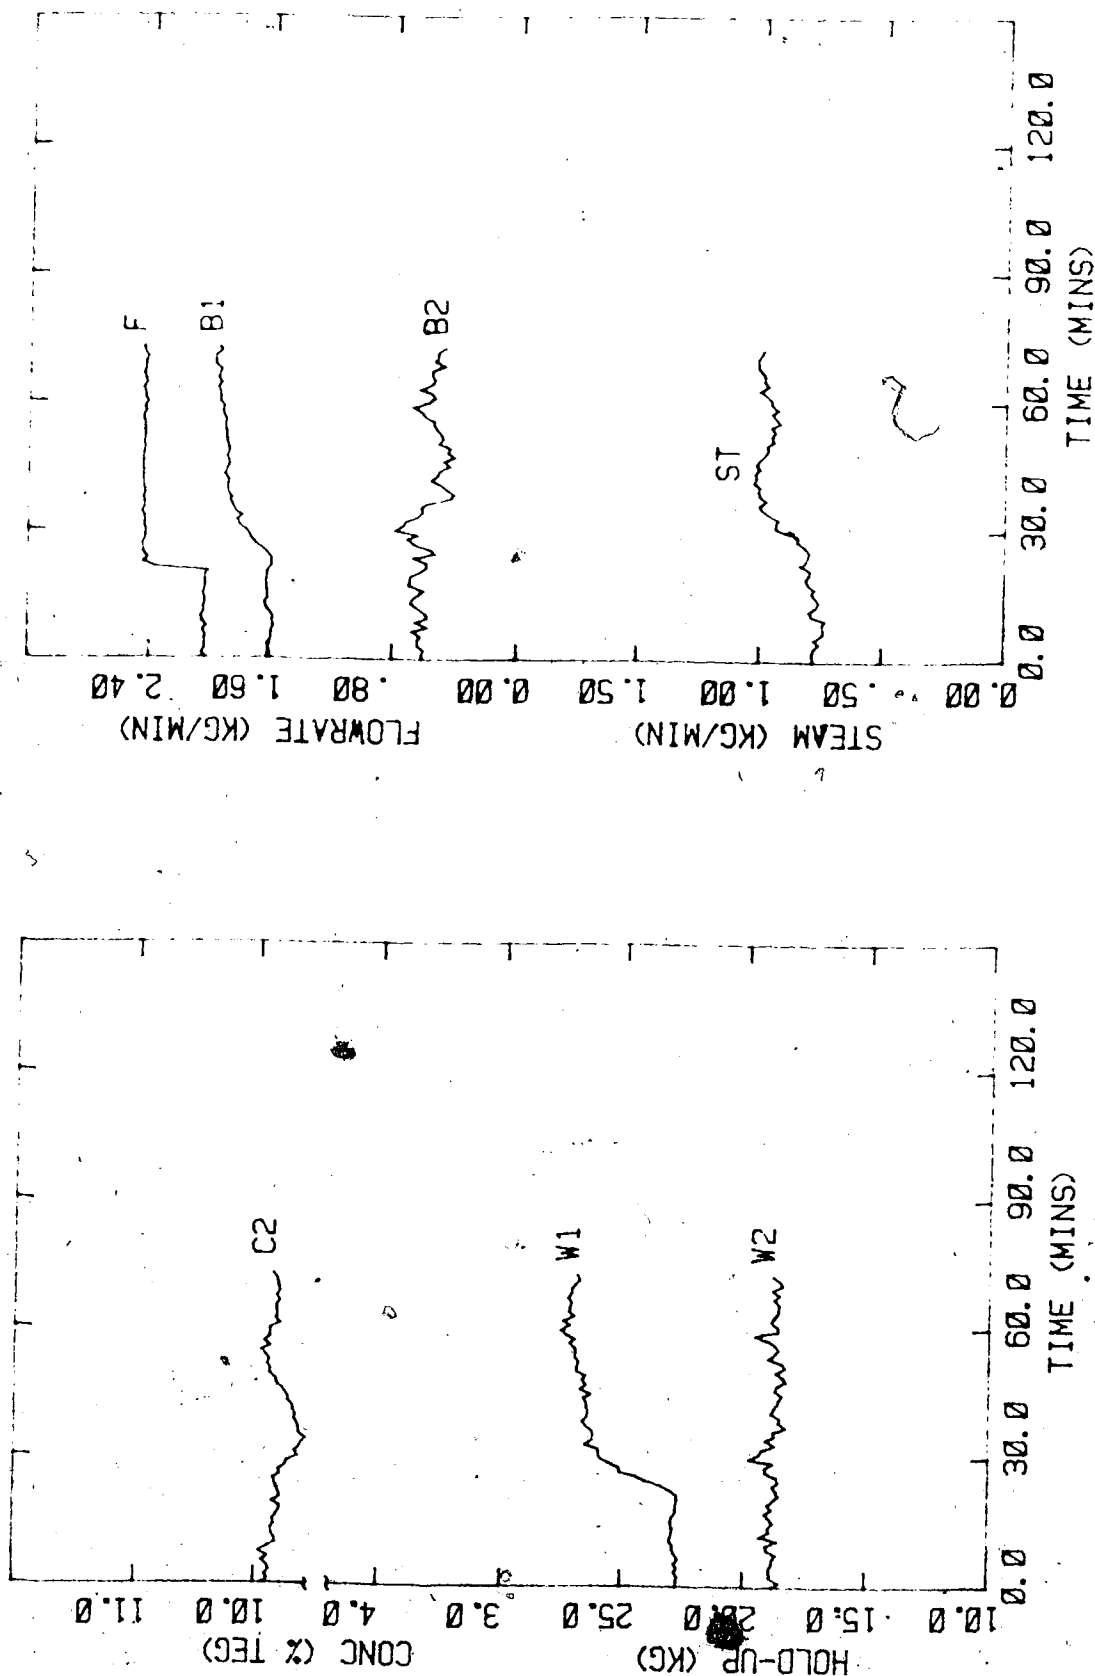 11.0
10.0
4.0
3.0
25.0
20.0
15.0
10.0
CONC (% TEG)
HOLD-UP (KG)
C2
W1
W2
0.0 30.0 60.0 90.0 120.0
TIME (MINS)
2.40
1.60
.80
0.00
1.50
1.00
.50
0.00
FLOWRATE (KG/MIN)
STEAM (KG/MIN)
F
B1
B2
ST
0.0 30.0 60.0 90.0 120.0
TIME (MINS)